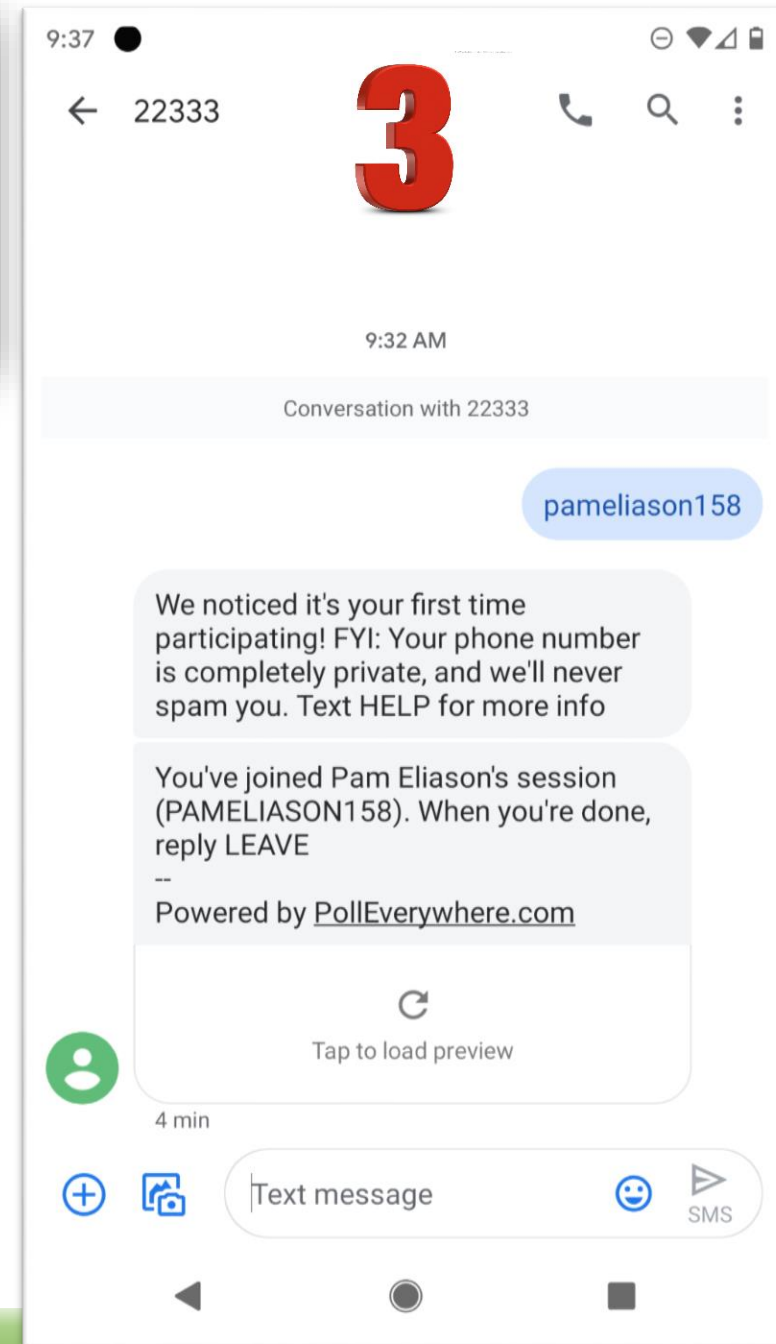 9:37
22333
3
9:32 AM
Conversation with 22333
pameliason158
We noticed it's your first time
participating! FYI: Your phone number
is completely private, and we'll never
spam you. Text HELP for more info
You've joined Pam Eliason's session
(PAMELIASON158). When you're done,
reply LEAVE
--
Powered by PollEverywhere.com
Tap to load preview
4 min
Text message
SMS